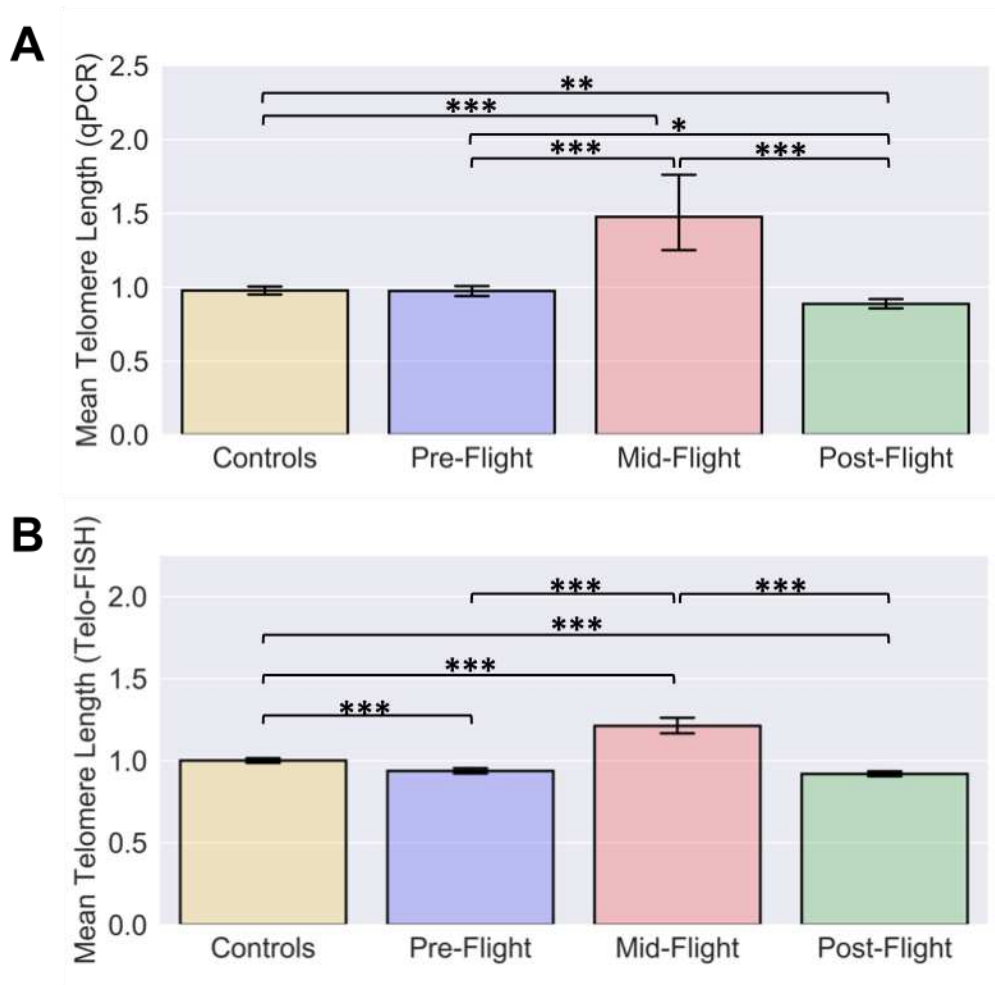 A
Mean Telomere Length (qPCR)
2.5
2.0
1.5
1.0
0.5
0.0
**
***
*
***
***
Controls
Pre-Flight
Mid-Flight
Post-Flight
B
Mean Telomere Length (Telo-FISH)
2.0
1.5
1.0
0.5
0.0
***
***
***
***
***
Controls
Pre-Flight
Mid-Flight
Post-Flight